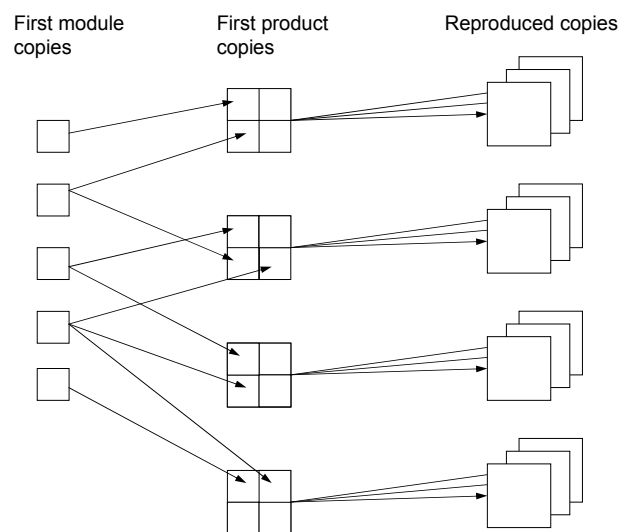 First module
copies
First product
copies
Reproduced copies